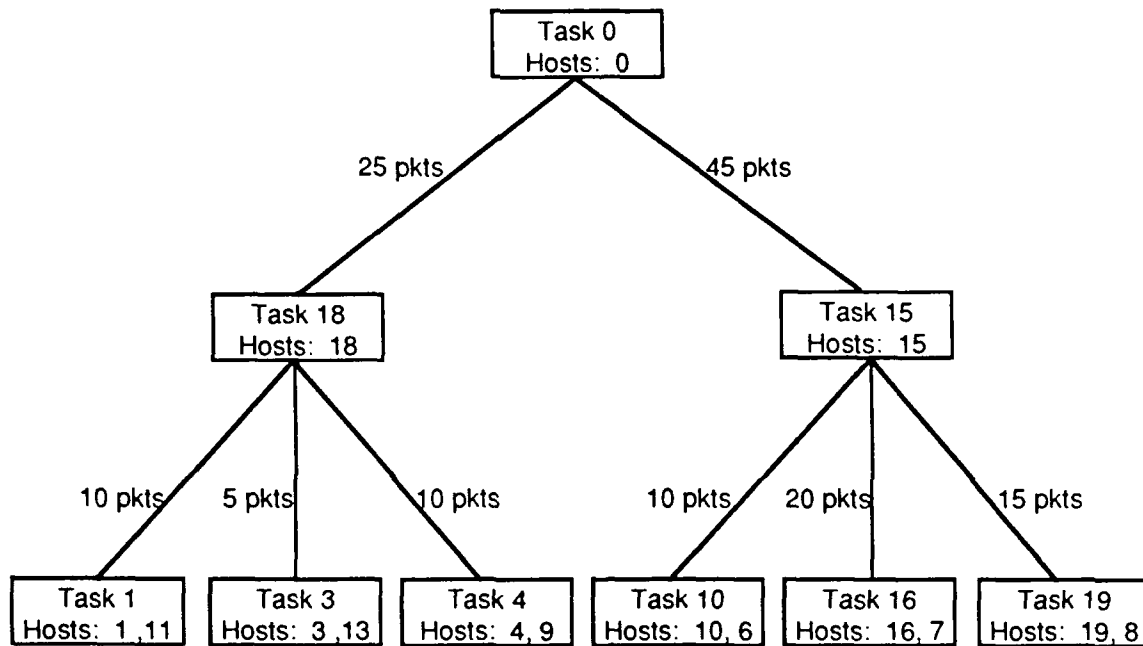 Task 0
Hosts: 0
25 pkts
45 pkts
Task 18
Hosts: 18
Task 15
Hosts: 15
10 pkts
5 pkts
10 pkts
10 pkts
20 pkts
15 pkts
Task 1
Hosts: 1 ,11
Task 3
Hosts: 3 ,13
Task 4
Hosts: 4, 9
Task 10
Hosts: 10, 6
Task 16
Hosts: 16, 7
Task 19
Hosts: 19, 8